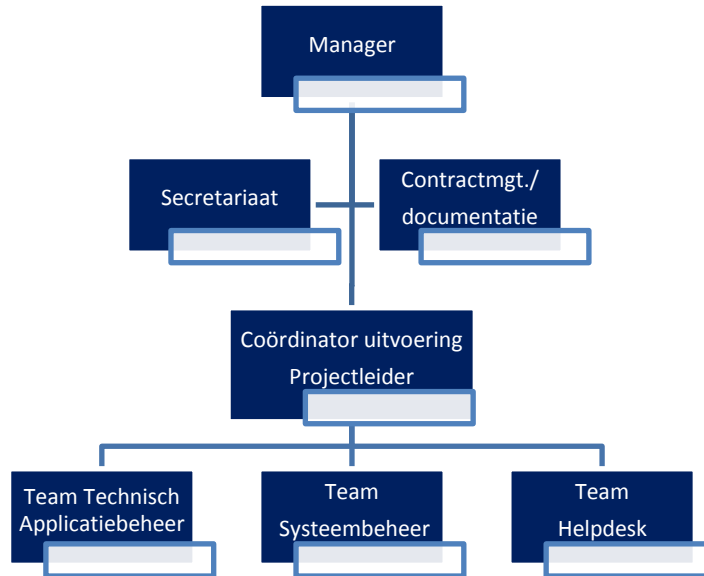 Manager
Secretariaat
Contractmgt./
documentatie
Coördinator uitvoering
Projectleider
Team Technisch
Applicatiebeheer
Team
Systeembeheer
Team
Helpdesk